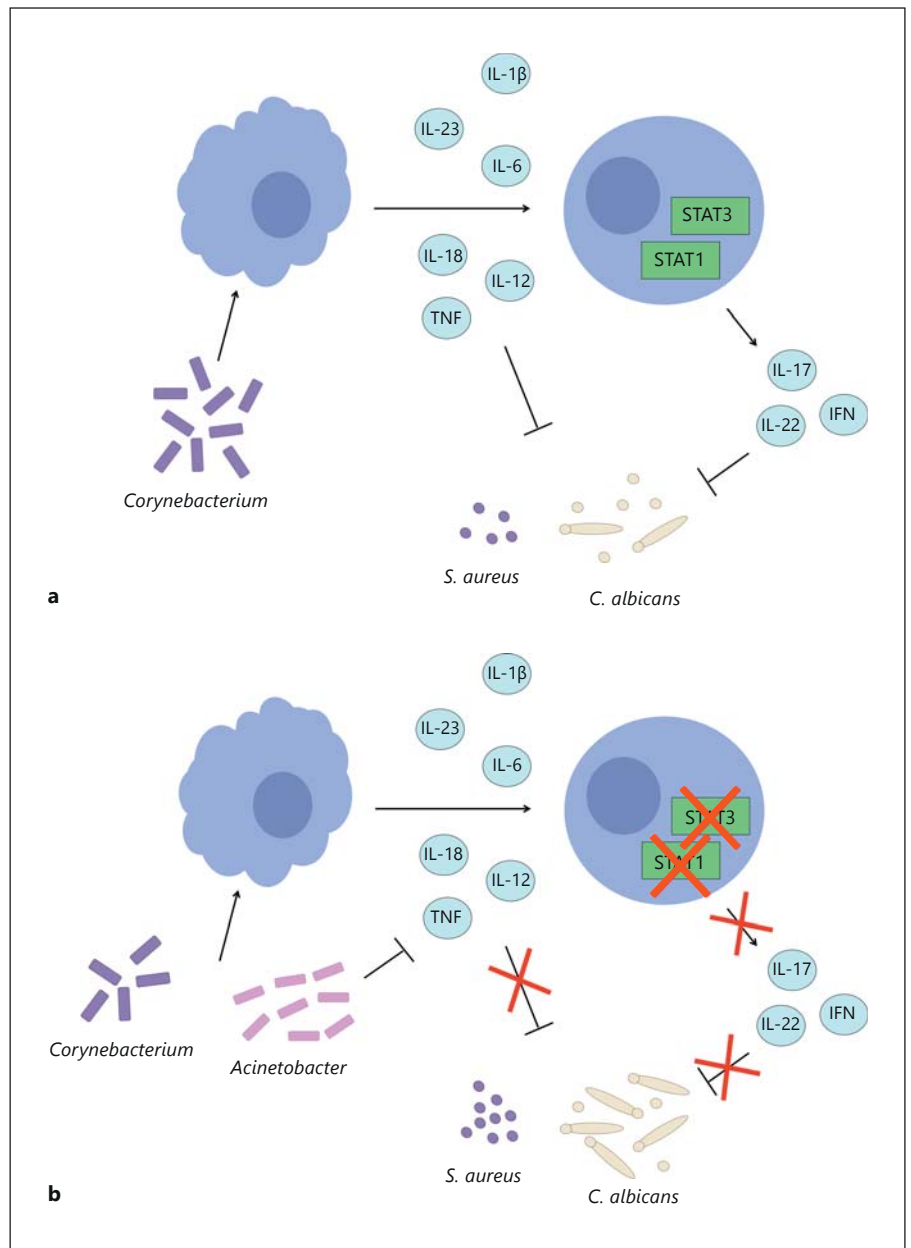 IL-1β
IL-23
IL-6
STAT3
STAT1
IL-18
IL-12
TNF
IL-17
IFN
IL-22
Corynebacterium
S. aureus
C. albicans
a
IL-1β
IL-23
IL-6
STAT3
STAT1
IL-18
IL-12
TNF
IL-17
IFN
IL-22
Corynebacterium
Acinetobacter
S. aureus
C. albicans
b